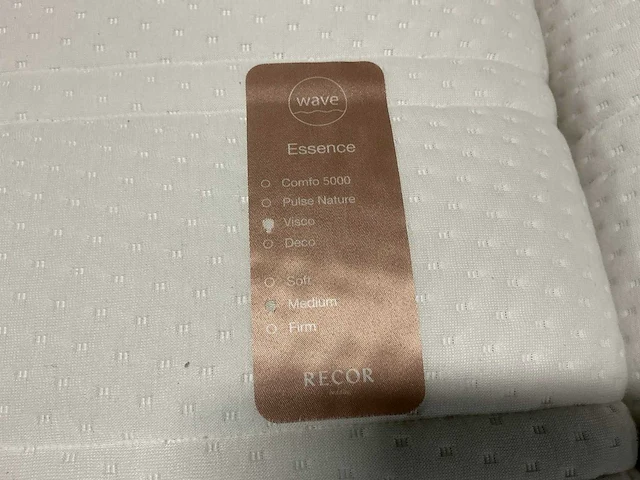 wave
Essence
Comfo 5000
Pulse Nature
Visco
Deco
Soft
Medium
Firm
RECOR